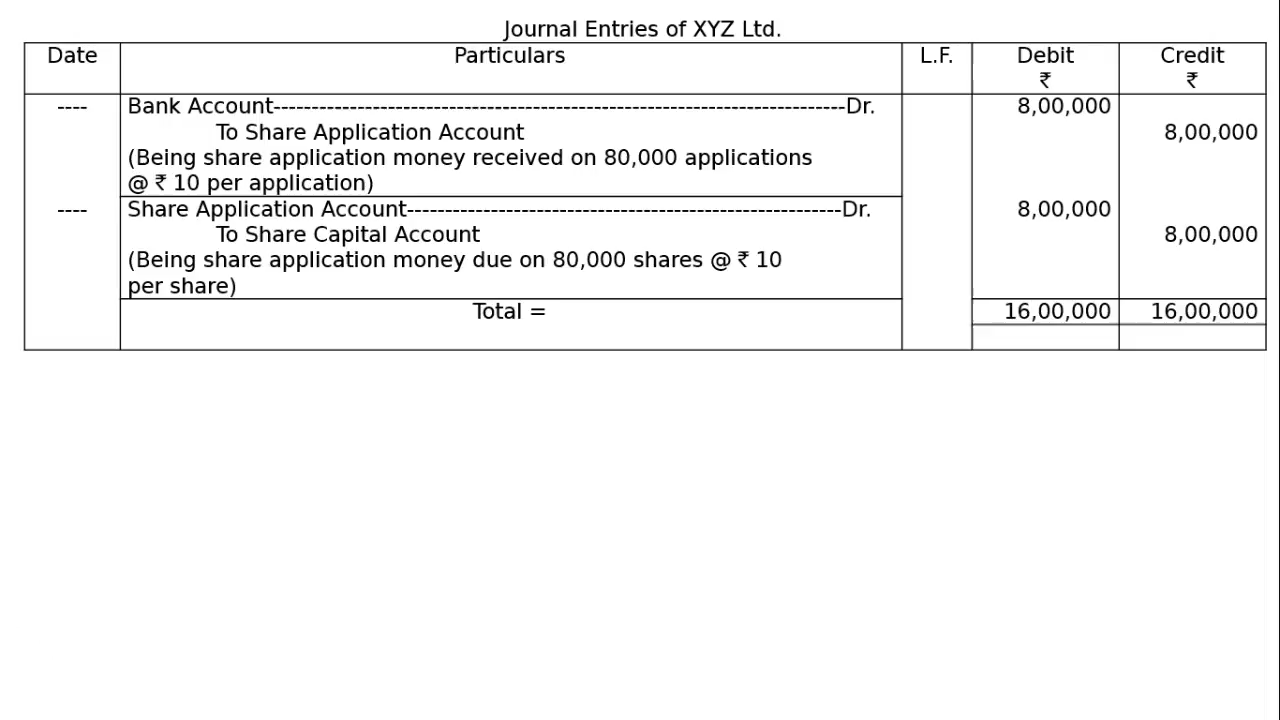 Journal Entries of XYZ Ltd.
Date Particulars L.F. Debit Credit
₹ ₹
---- Bank Account----------------------------------------------------------------------------Dr. 8,00,000
To Share Application Account 8,00,000
(Being share application money received on 80,000 applications
@ ₹ 10 per application)
---- Share Application Account----------------------------------------------------------Dr. 8,00,000
To Share Capital Account 8,00,000
(Being share application money due on 80,000 shares @ ₹ 10
per share)
Total = 16,00,000 16,00,000